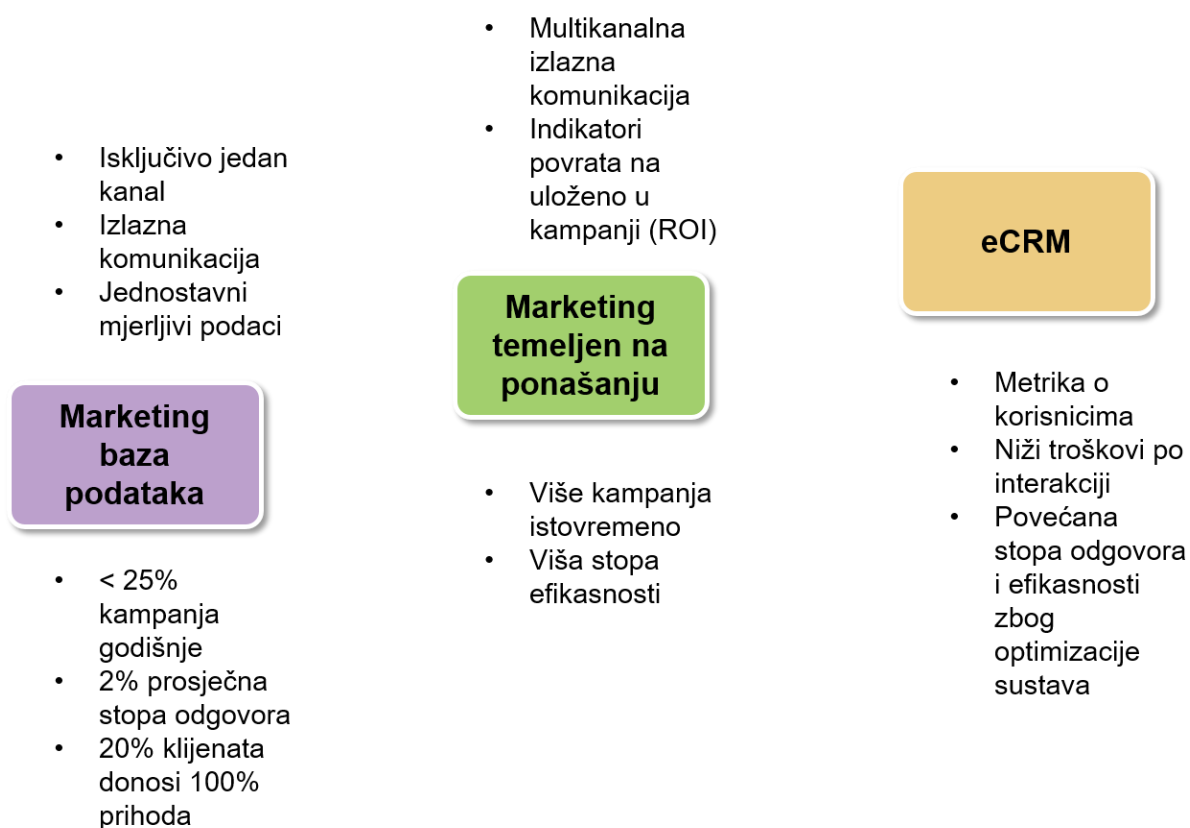 • Isključivo jedan
kanal
• Izlazna
komunikacija
• Jednostavni
mjerljivi podaci
Marketing
baza
podataka
• < 25%
kampanja
godišnje
• 2% prosječna
stopa odgovora
• 20% klijenata
donosi 100%
prihoda
• Multikanalna
izlazna
komunikacija
• Indikatori
povrata na
uloženo u
kampanji (ROI)
Marketing
temeljen na
ponašanju
• Više kampanja
istovremeno
• Viša stopa
efikasnosti
eCRM
• Metrika o
korisnicima
• Niži troškovi po
interakciji
• Povećana
stopa odgovora
i efikasnosti
zbog
optimizacije
sustava